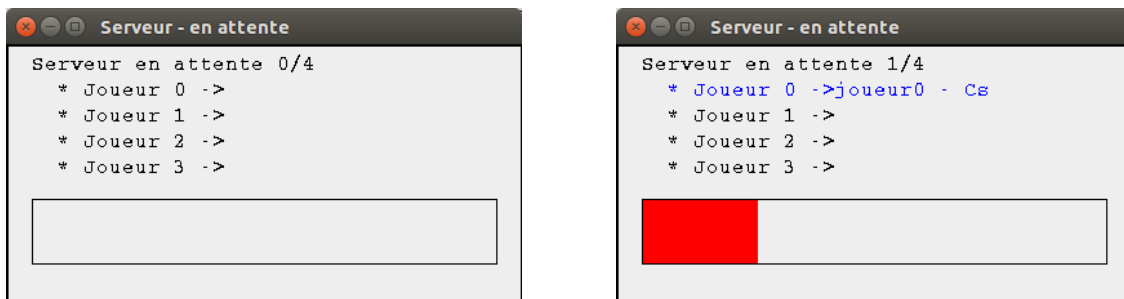 Serveur - en attente
Serveur en attente 0/4
* Joueur 0 ->
* Joueur 1 ->
* Joueur 2 ->
* Joueur 3 ->
Serveur - en attente
Serveur en attente 1/4
* Joueur 0 ->joueur0 - Cs
* Joueur 1 ->
* Joueur 2 ->
* Joueur 3 ->